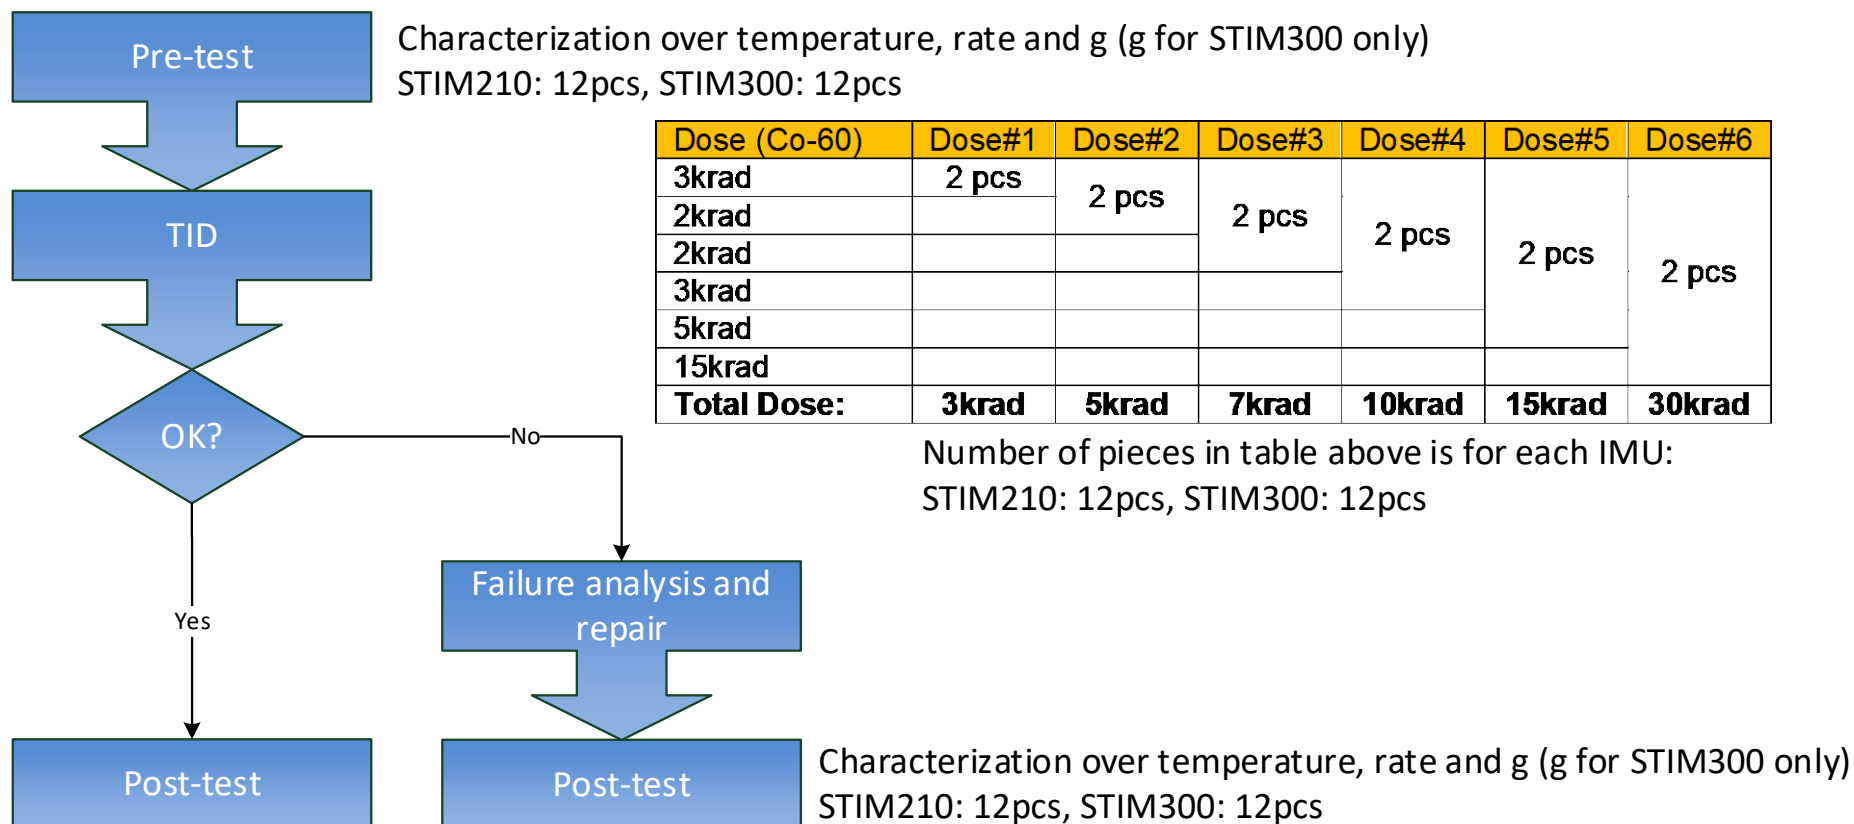 Pre-test
Characterization over temperature, rate and g (g for STIM300 only)
STIM210: 12pcs, STIM300: 12pcs
Dose (Co-60) Dose#1 Dose#2 Dose#3 Dose#4 Dose#5 Dose#6
3krad 2 pcs 2 pcs 2 pcs 2 pcs 2 pcs 2 pcs
2krad
2krad
3krad
5krad
15krad
Total Dose: 3krad 5krad 7krad 10krad 15krad 30krad
Number of pieces in table above is for each IMU:
STIM210: 12pcs, STIM300: 12pcs
TID
OK?
No
Yes
Failure analysis and
repair
Post-test
Post-test
Characterization over temperature, rate and g (g for STIM300 only)
STIM210: 12pcs, STIM300: 12pcs